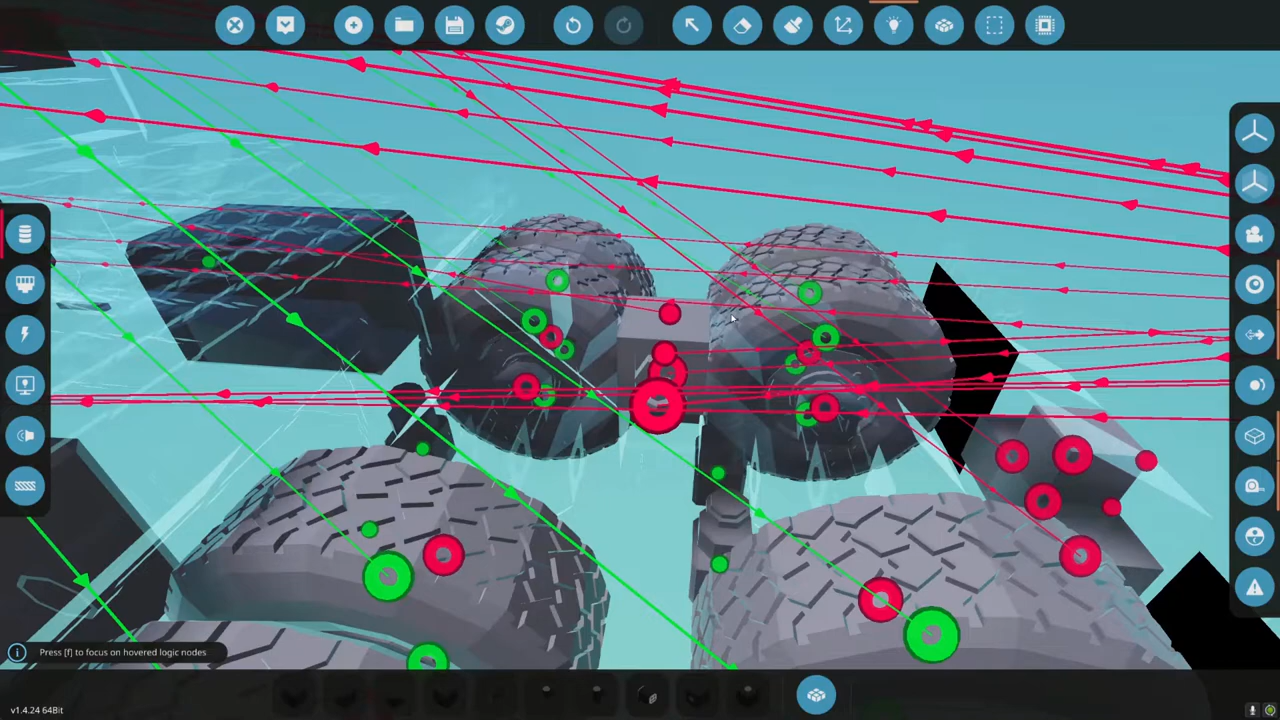 Press [f] to focus on hovered logic nodes
v1.4.24 64Bit